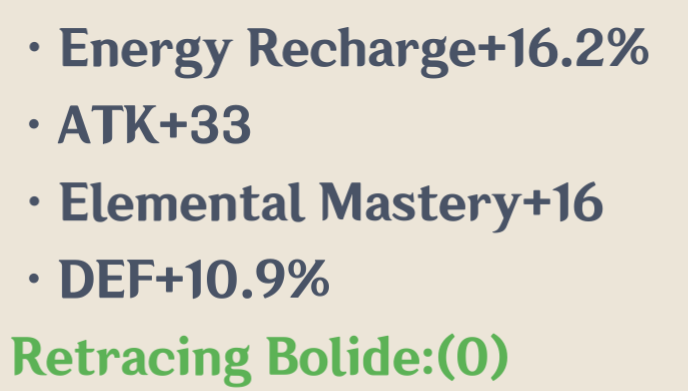 · Energy Recharge+16.2%
· ATK+33
· Elemental Mastery+16
· DEF+10.9%
Retracing Bolide:(0)